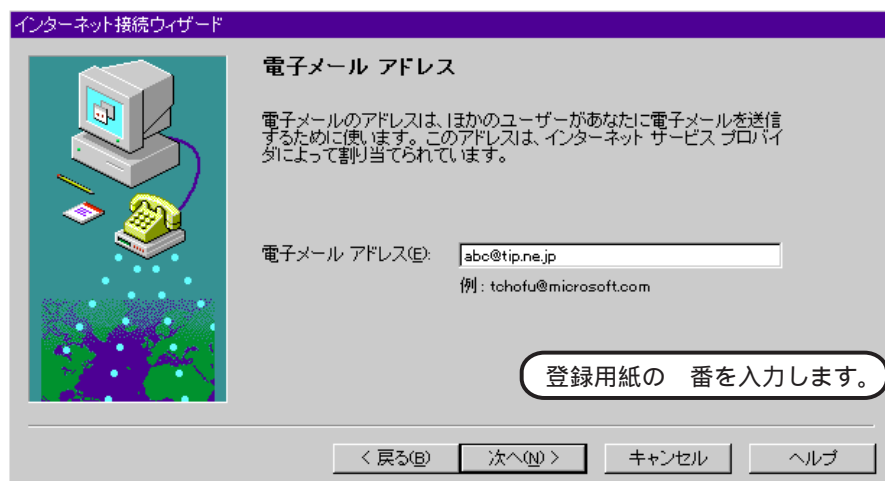 インターネット接続ウィザード
電子メール アドレス
電子メールのアドレスは、ほかのユーザーがあなたに電子メールを送信
するために使います。このアドレスは、インターネット サービス プロバイ
ダによって割り当てられています。
電子メール アドレス(E):
abc@tip.ne.jp
例 : tchofu@microsoft.com
登録用紙の　番を入力します。
< 戻る(B)
次へ(N) >
キャンセル
ヘルプ